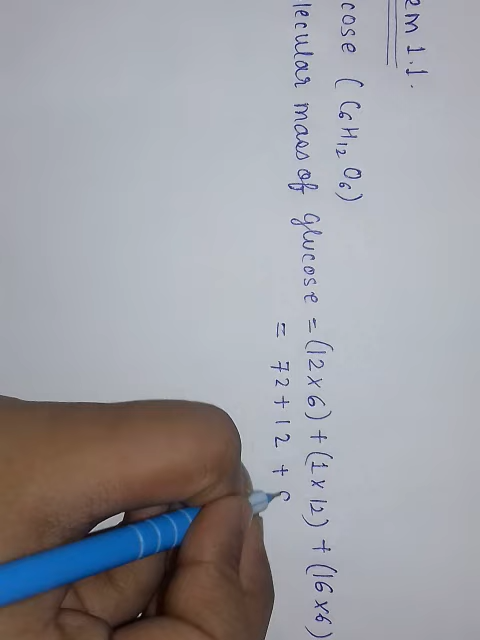 em 1.1.
cose ( C6H12 O6)
lecular mass of glucose = (12 x 6) + (1 x 12) + (16 x 6)
= 72 + 12 +